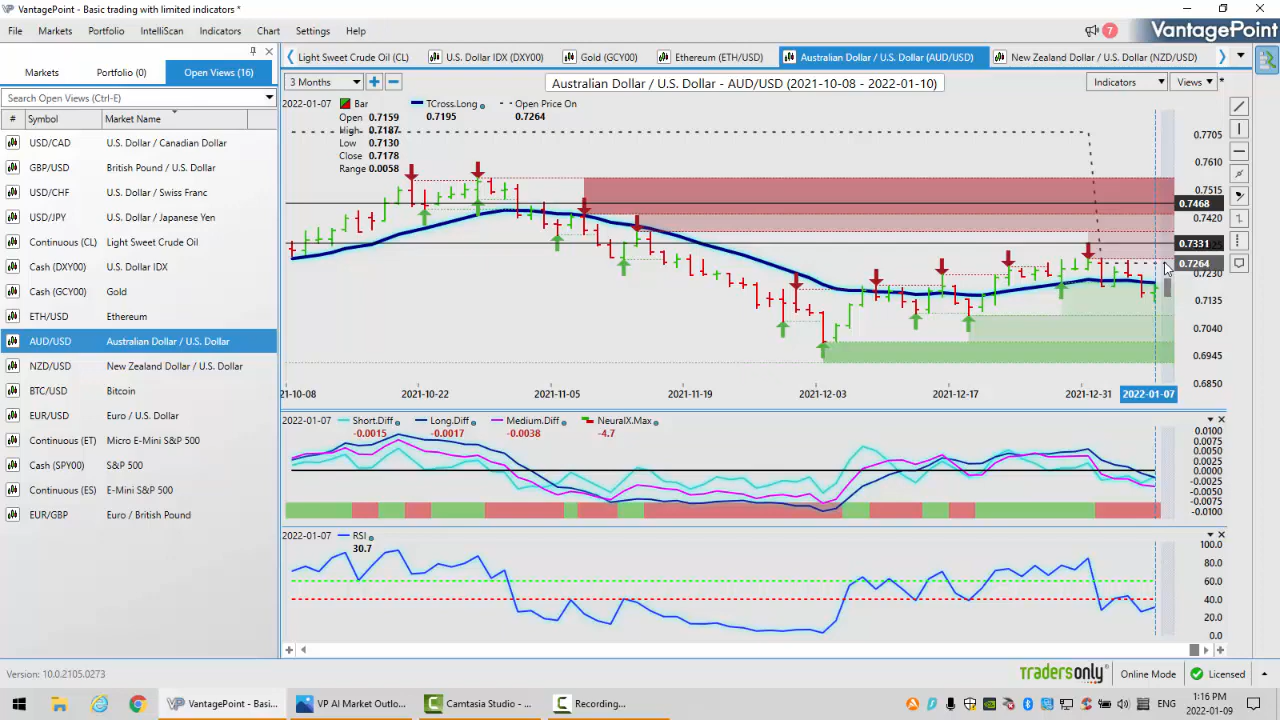 VantagePoint - Basic trading with limited indicators *
File Markets Portfolio IntelliScan Indicators Chart Settings Help
7
VantagePoint
Markets Portfolio (0) Open Views (16)
Light Sweet Crude Oil (CL) U.S. Dollar IDX (DXY00) Gold (GCY00) Ethereum (ETH/USD) Australian Dollar / U.S. Dollar (AUD/USD) New Zealand Dollar / U.S. Dollar (NZD/USD)
3 Months
Australian Dollar / U.S. Dollar - AUD/USD (2021-10-08 - 2022-01-10)
Indicators Views *
Search Open Views (Ctrl-E)
# Symbol Market Name
USD/CAD U.S. Dollar / Canadian Dollar
GBP/USD British Pound / U.S. Dollar
USD/CHF U.S. Dollar / Swiss Franc
USD/JPY U.S. Dollar / Japanese Yen
Continuous (CL) Light Sweet Crude Oil
Cash (DXY00) U.S. Dollar IDX
Cash (GCY00) Gold
ETH/USD Ethereum
AUD/USD Australian Dollar / U.S. Dollar
NZD/USD New Zealand Dollar / U.S. Dollar
BTC/USD Bitcoin
EUR/USD Euro / U.S. Dollar
Continuous (ET) Micro E-Mini S&P 500
Cash (SPY00) S&P 500
Continuous (ES) E-Mini S&P 500
EUR/GBP Euro / British Pound
2022-01-07 Bar TCross.Long Open Price On
Open 0.7159 0.7195 0.7264
High 0.7187
Low 0.7130
Close 0.7178
Range 0.0058
0.7705
0.7610
0.7515
0.7468
0.7420
0.7331
0.7264
0.7230
0.7135
0.7040
0.6945
0.6850
21-10-08 2021-10-22 2021-11-05 2021-11-19 2021-12-03 2021-12-17 2021-12-31 2022-01-07
2022-01-07 Short.Diff Long.Diff Medium.Diff NeuralX.Max
-0.0015 -0.0017 -0.0038 -4.7
0.0100
0.0075
0.0050
0.0025
0.0000
-0.0025
-0.0050
-0.0075
-0.0100
2022-01-07 RSI
30.7
100.0
80.0
60.0
40.0
20.0
0.0
Version: 10.0.2105.0273
tradersonly Online Mode Licensed
VantagePoint - Basi... VP AI Market Outlo... Camtasia Studio - ... Recording...
ENG
1:16 PM
2022-01-09